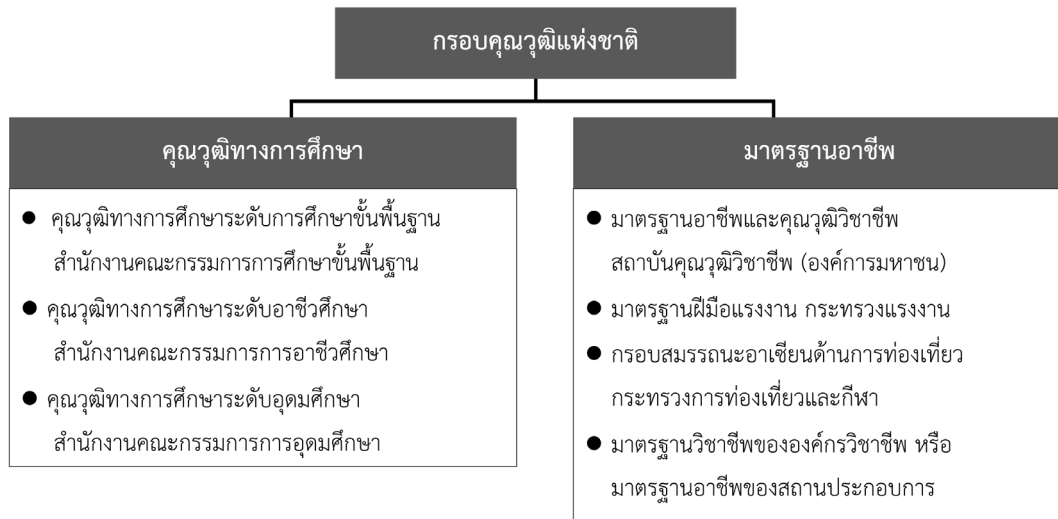 กรอบคุณวุฒิแห่งชาติ
คุณวุฒิทางการศึกษา
● คุณวุฒิทางการศึกษาระดับการศึกษาขั้นพื้นฐาน
สำนักงานคณะกรรมการการศึกษาขั้นพื้นฐาน
● คุณวุฒิทางการศึกษาระดับอาชีวศึกษา
สำนักงานคณะกรรมการการอาชีวศึกษา
● คุณวุฒิทางการศึกษาระดับอุดมศึกษา
สำนักงานคณะกรรมการการอุดมศึกษา
มาตรฐานอาชีพ
● มาตรฐานอาชีพและคุณวุฒิวิชาชีพ
สถาบันคุณวุฒิวิชาชีพ (องค์การมหาชน)
● มาตรฐานฝีมือแรงงาน กระทรวงแรงงาน
● กรอบสมรรถนะอาเซียนด้านการท่องเที่ยว
กระทรวงการท่องเที่ยวและกีฬา
● มาตรฐานวิชาชีพขององค์กรวิชาชีพ หรือ
มาตรฐานอาชีพของสถานประกอบการ